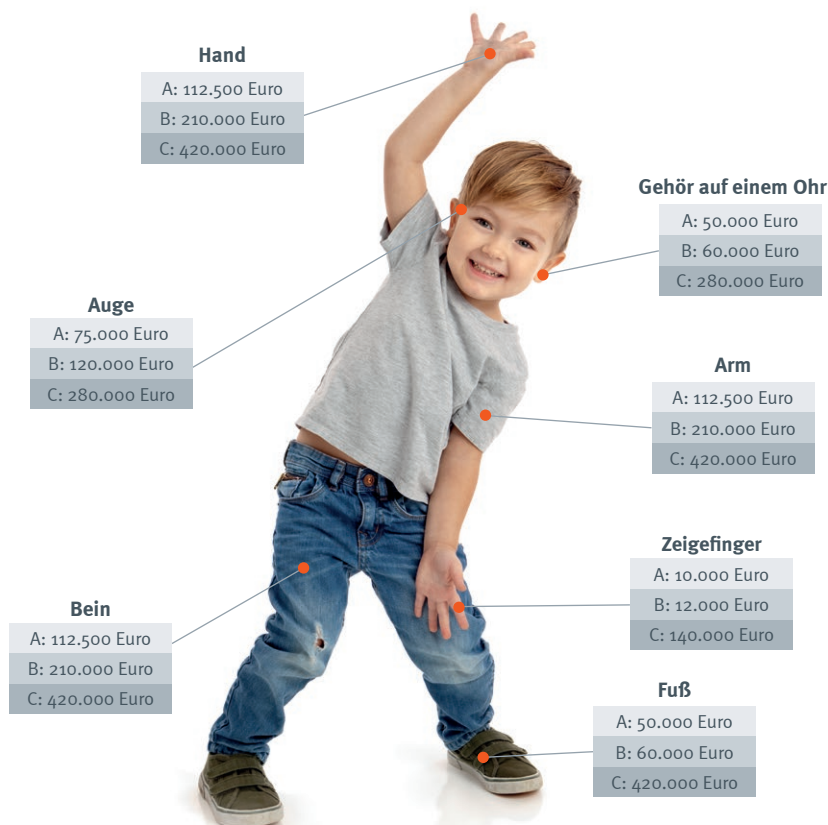 Hand
A: 112.500 Euro
B: 210.000 Euro
C: 420.000 Euro
Gehör auf einem Ohr
A: 50.000 Euro
B: 60.000 Euro
C: 280.000 Euro
Auge
A: 75.000 Euro
B: 120.000 Euro
C: 280.000 Euro
Arm
A: 112.500 Euro
B: 210.000 Euro
C: 420.000 Euro
Zeigefinger
A: 10.000 Euro
B: 12.000 Euro
C: 140.000 Euro
Bein
A: 112.500 Euro
B: 210.000 Euro
C: 420.000 Euro
Fuß
A: 50.000 Euro
B: 60.000 Euro
C: 420.000 Euro